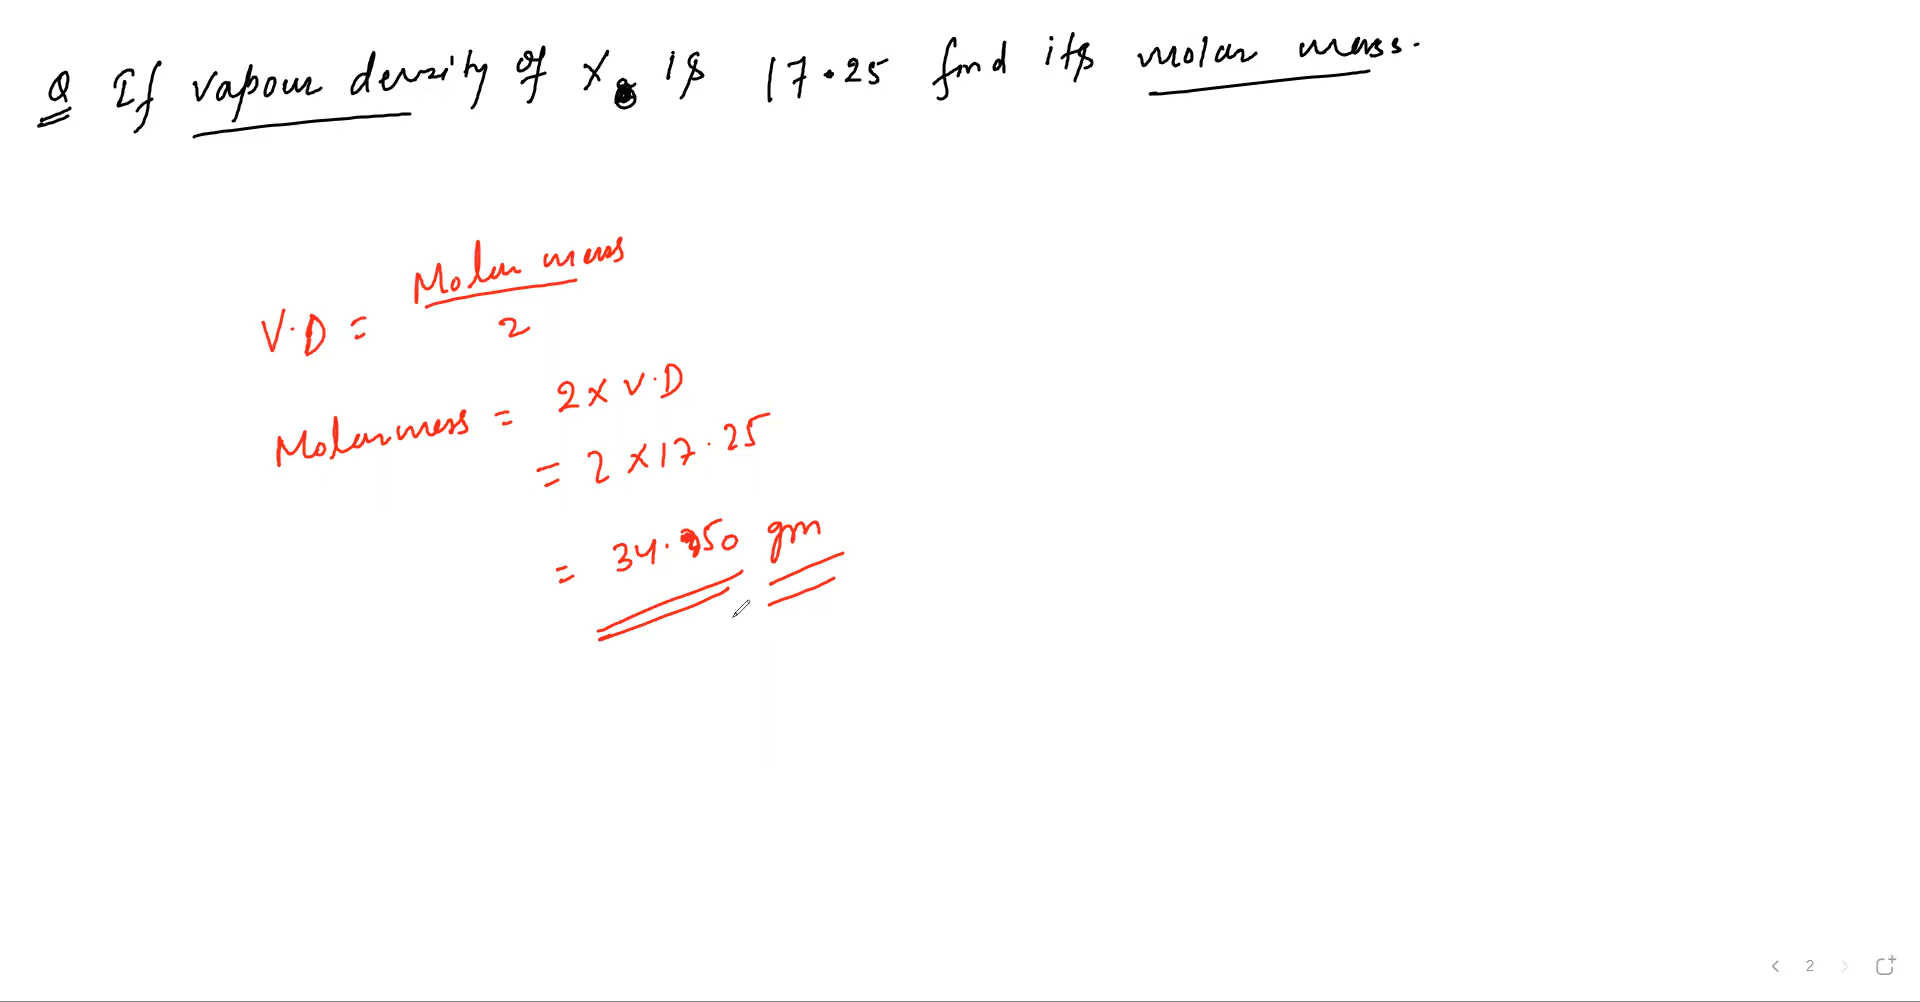 Q If vapour density of X is 17.25 find its molar mass.
V.D = Molar mass
2
Molar mass = 2 x V.D
= 2 x 17.25
= 34.50 gm
2